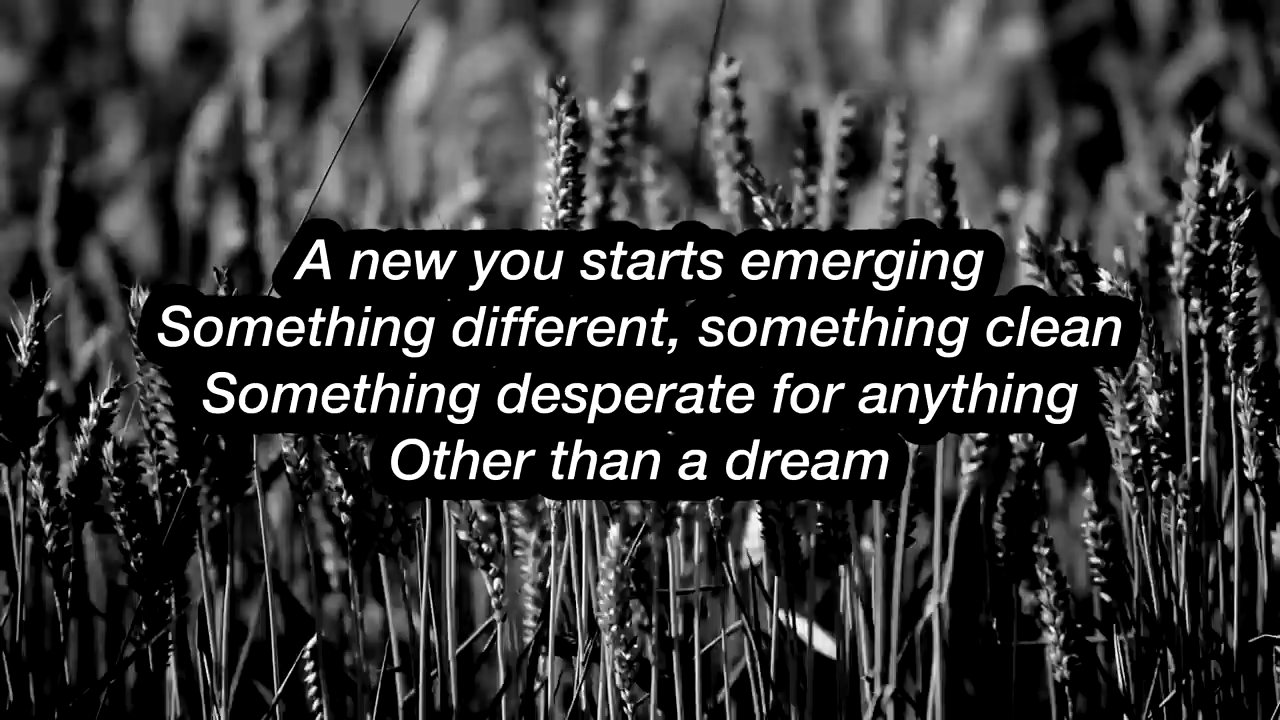 A new you starts emerging
Something different, something clean
Something desperate for anything
Other than a dream